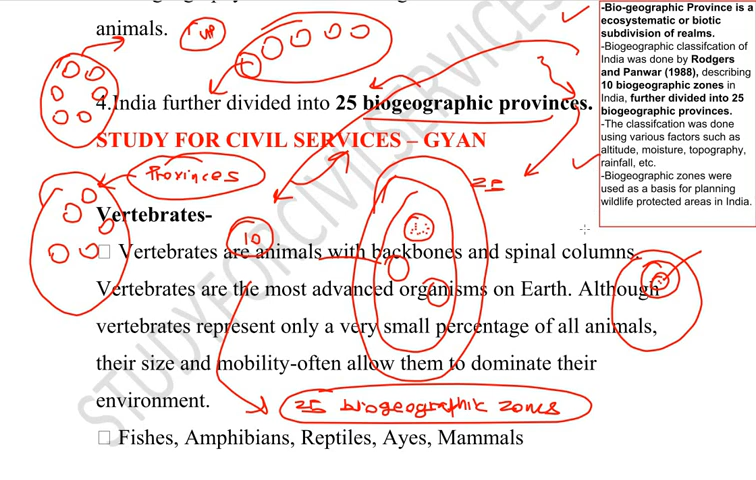 animals.
UP
4.India further divided into 25 biogeographic provinces.
STUDY FOR CIVIL SERVICES – GYAN
Provinces
25
Vertebrates-
10
Vertebrates are animals with backbones and spinal columns.
Vertebrates are the most advanced organisms on Earth. Although
vertebrates represent only a very small percentage of all animals,
their size and mobility-often allow them to dominate their
environment.
25 biogeographic zones
Fishes, Amphibians, Reptiles, Ayes, Mammals
-Bio-geographic Province is a
ecosystematic or biotic
subdivision of realms.
-Biogeographic classifcation of
India was done by Rodgers
and Panwar (1988), describing
10 biogeographic zones in
India, further divided into 25
biogeographic provinces.
-The classifcation was done
using various factors such as
altitude, moisture, topography,
rainfall, etc.
-Biogeographic zones were
used as a basis for planning
wildlife protected areas in India.
STUDYFORCIVILSERVICES